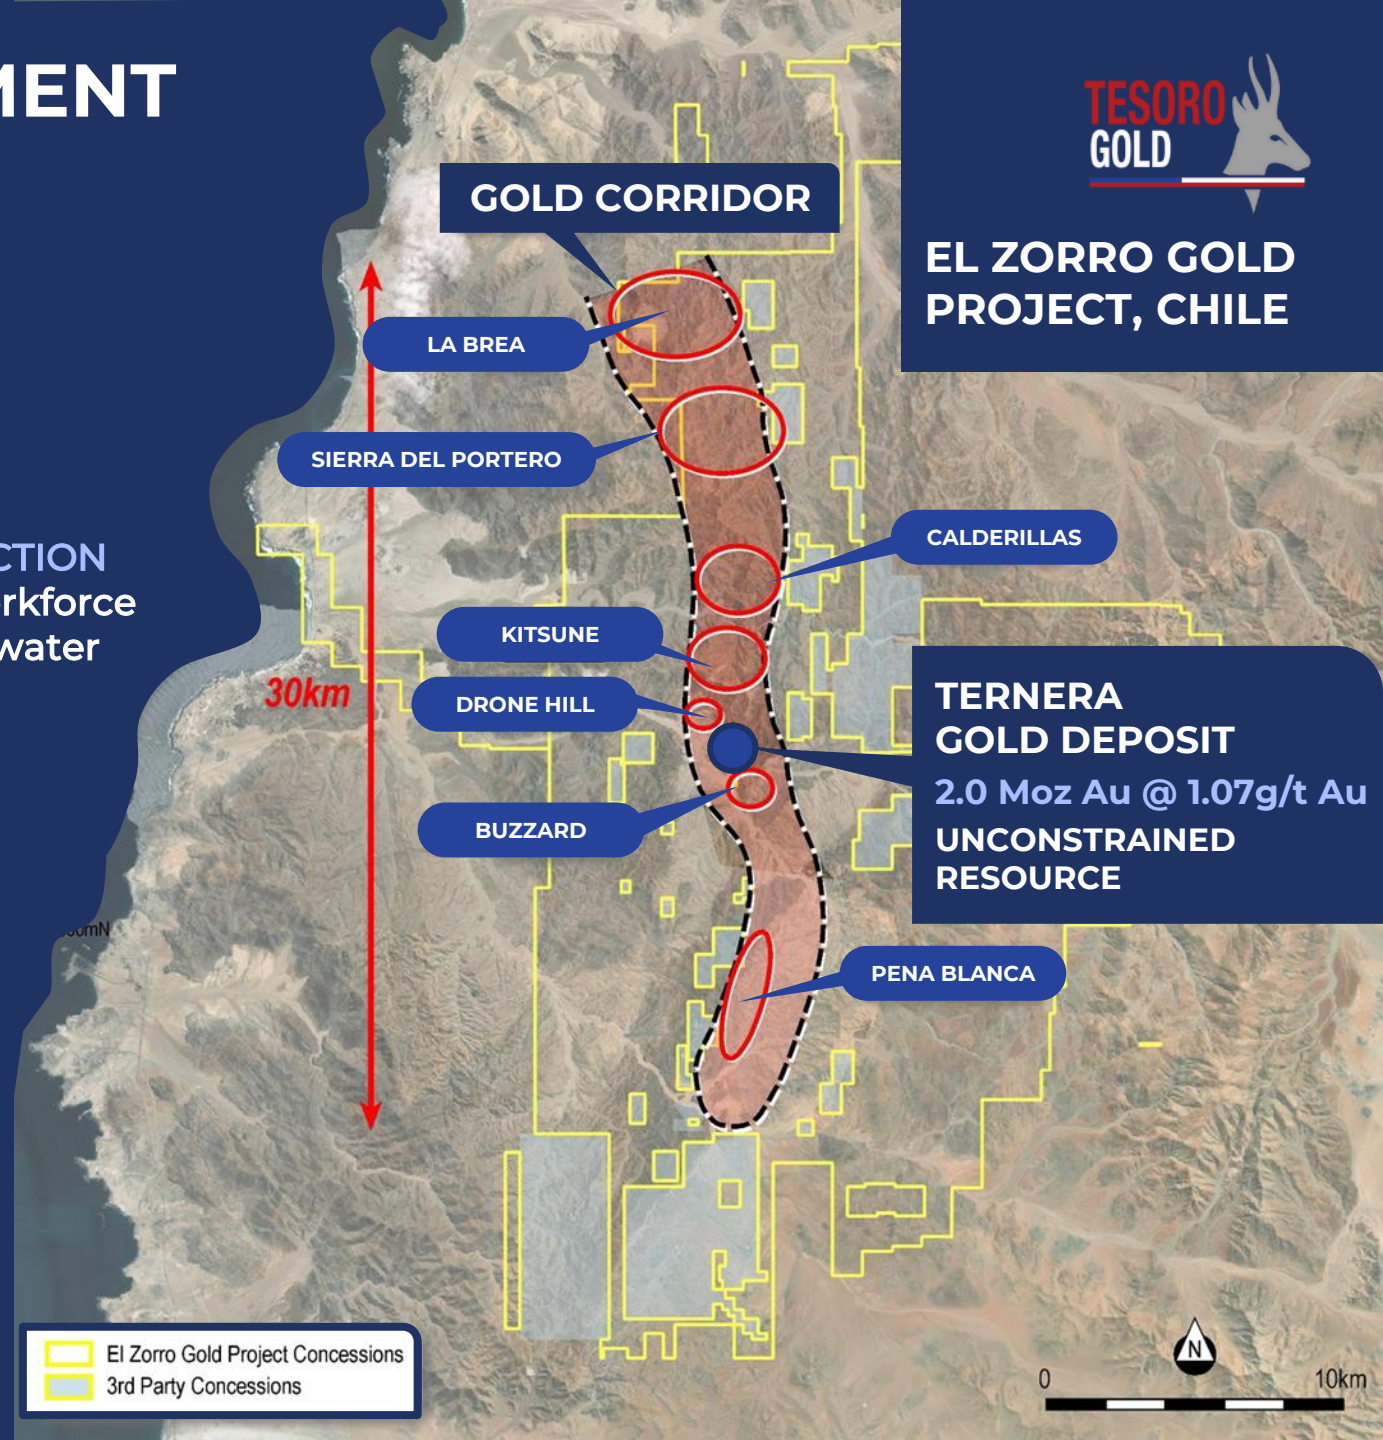 MENT
TESORO
GOLD
EL ZORRO GOLD
PROJECT, CHILE
GOLD CORRIDOR
LA BREA
SIERRA DEL PORTERO
CALDERILLAS
CTION
rkforce
water
KITSUNE
30km
DRONE HILL
TERNERA
GOLD DEPOSIT
2.0 Moz Au @ 1.07g/t Au
UNCONSTRAINED
RESOURCE
BUZZARD
mN
PENA BLANCA
El Zorro Gold Project Concessions
3rd Party Concessions
N
0 10km